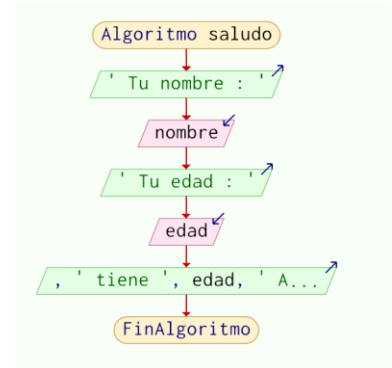 Algoritmo saludo
' Tu nombre : '
nombre
' Tu edad : '
edad
, ' tiene ', edad, ' A...
FinAlgoritmo